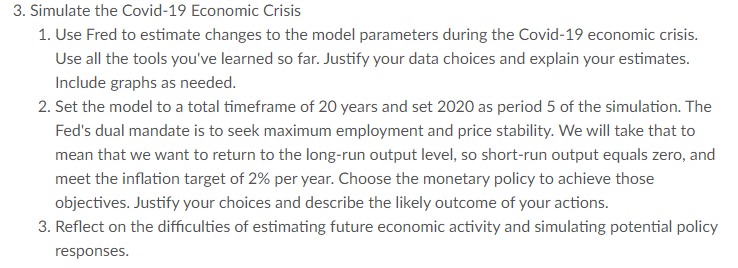 3. Simulate the Covid-19 Economic Crisis
1. Use Fred to estimate changes to the model parameters during the Covid-19 economic crisis.
Use all the tools you've learned so far. Justify your data choices and explain your estimates.
Include graphs as needed.
2. Set the model to a total timeframe of 20 years and set 2020 as period 5 of the simulation. The
Fed's dual mandate is to seek maximum employment and price stability. We will take that to
mean that we want to return to the long-run output level, so short-run output equals zero, and
meet the inflation target of 2% per year. Choose the monetary policy to achieve those
objectives. Justify your choices and describe the likely outcome of your actions.
3. Reflect on the difficulties of estimating future economic activity and simulating potential policy
responses.